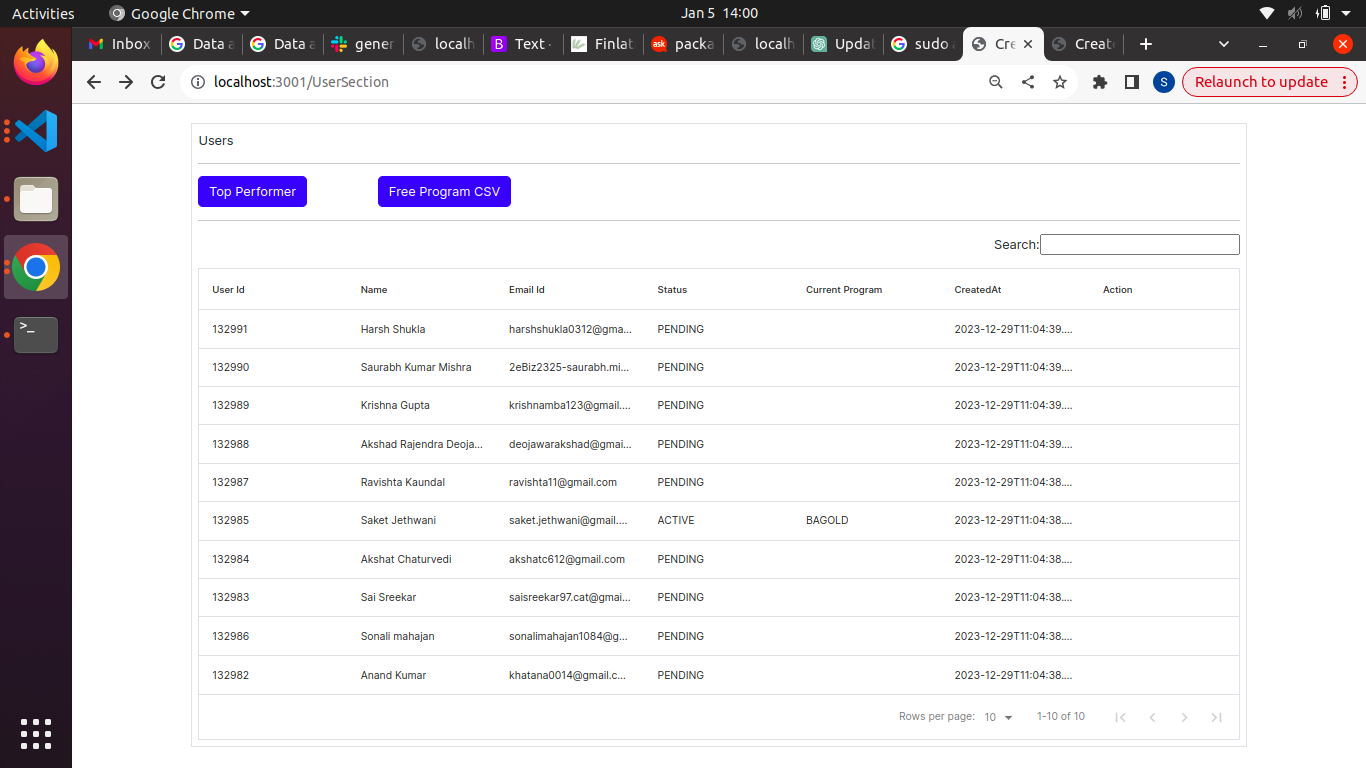 Activities Google Chrome Jan 5 14:00
Inbox Data a Data a gener localh Text - Finlat ask packa localh Updat sudo a Cre Create
localhost:3001/UserSection Relaunch to update
S
B
Users
Top Performer Free Program CSV
Search:
User Id Name Email Id Status Current Program CreatedAt Action
132991 Harsh Shukla harshshukla0312@gma... PENDING 2023-12-29T11:04:39....
132990 Saurabh Kumar Mishra 2eBiz2325-saurabh.mi... PENDING 2023-12-29T11:04:39....
132989 Krishna Gupta krishnamba123@gmail.... PENDING 2023-12-29T11:04:39....
132988 Akshad Rajendra Deoja... deojawarakshad@gmai... PENDING 2023-12-29T11:04:39....
132987 Ravishta Kaundal ravishta11@gmail.com PENDING 2023-12-29T11:04:38....
132985 Saket Jethwani saket.jethwani@gmail.... ACTIVE BAGOLD 2023-12-29T11:04:38....
132984 Akshat Chaturvedi akshatc612@gmail.com PENDING 2023-12-29T11:04:38....
132983 Sai Sreekar saisreekar97.cat@gmai... PENDING 2023-12-29T11:04:38....
132986 Sonali mahajan sonalimahajan1084@g... PENDING 2023-12-29T11:04:38....
132982 Anand Kumar khatana0014@gmail.c... PENDING 2023-12-29T11:04:38....
Rows per page: 10 1-10 of 10